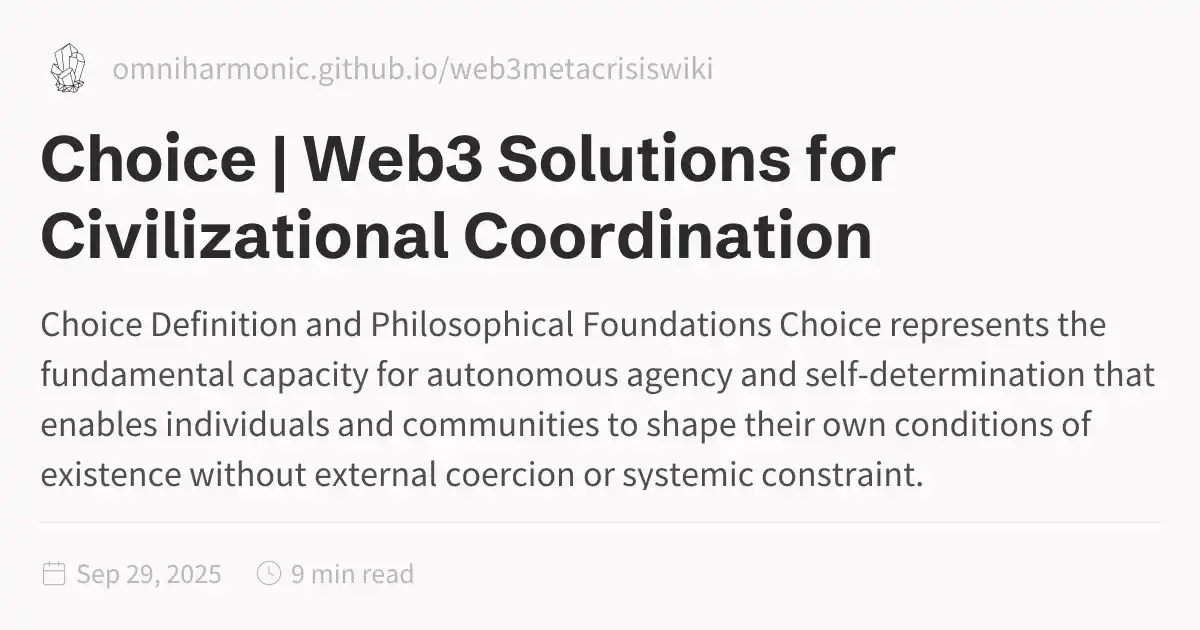 omniharmonic.github.io/web3metacrisiswiki
Choice | Web3 Solutions for
Civilizational Coordination
Choice Definition and Philosophical Foundations Choice represents the
fundamental capacity for autonomous agency and self-determination that
enables individuals and communities to shape their own conditions of
existence without external coercion or systemic constraint.
Sep 29, 2025 9 min read